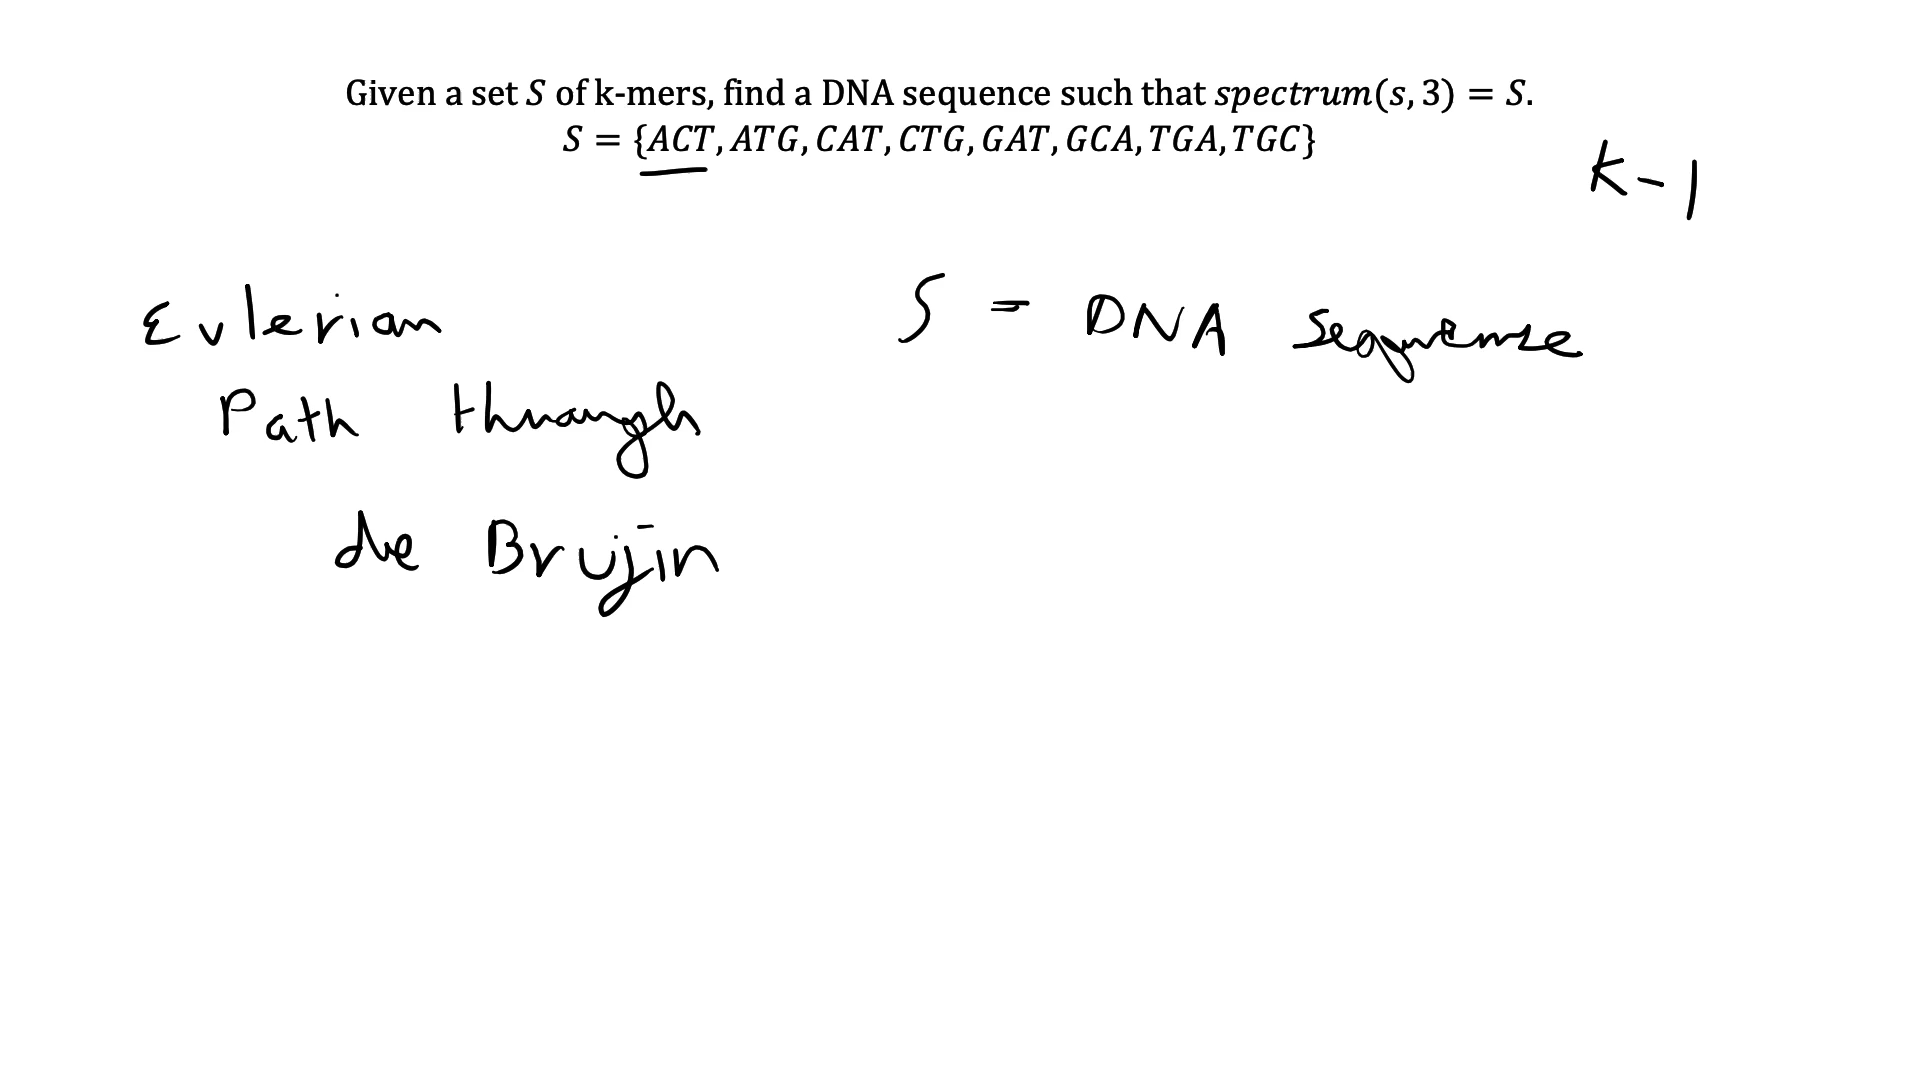 Given a set S of k-mers, find a DNA sequence such that spectrum(s, 3) = S.
S = {ACT, ATG, CAT, CTG, GAT, GCA, TGA, TGC}
K-1
Eulerian
Path through
de Brujin
S = DNA Sequense